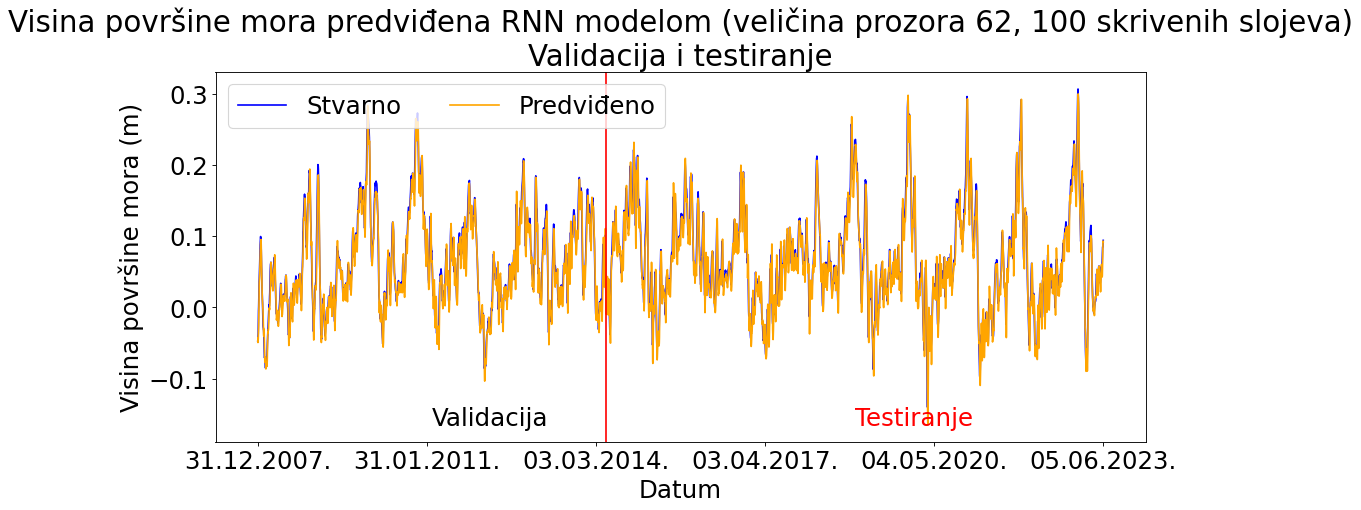 Visina površine mora predviđena RNN modelom (veličina prozora 62, 100 skrivenih slojeva)
Validacija i testiranje
Stvarno
Predviđeno
Visina površine mora (m)
0.3
0.2
0.1
0.0
−0.1
Validacija
Testiranje
31.12.2007.
31.01.2011.
03.03.2014.
03.04.2017.
04.05.2020.
05.06.2023.
Datum